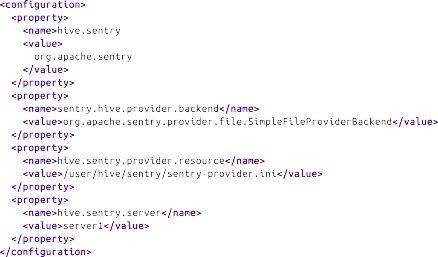 <configuration>
  <property>
    <name>hive.sentry
    <value>
      org.apache.sentry
    </value>
  </property>
  <property>
    <name>sentry.hive.provider.backend</name>
    <value>org.apache.sentry.provider.file.SimpleFileProviderBackend</value>
  </property>
  <property>
    <name>hive.sentry.provider.resource</name>
    <value>/user/hive/sentry/sentry-provider.ini</value>
  </property>
  <property>
    <name>hive.sentry.server</name>
    <value>server1</value>
  </property>
</configuration>